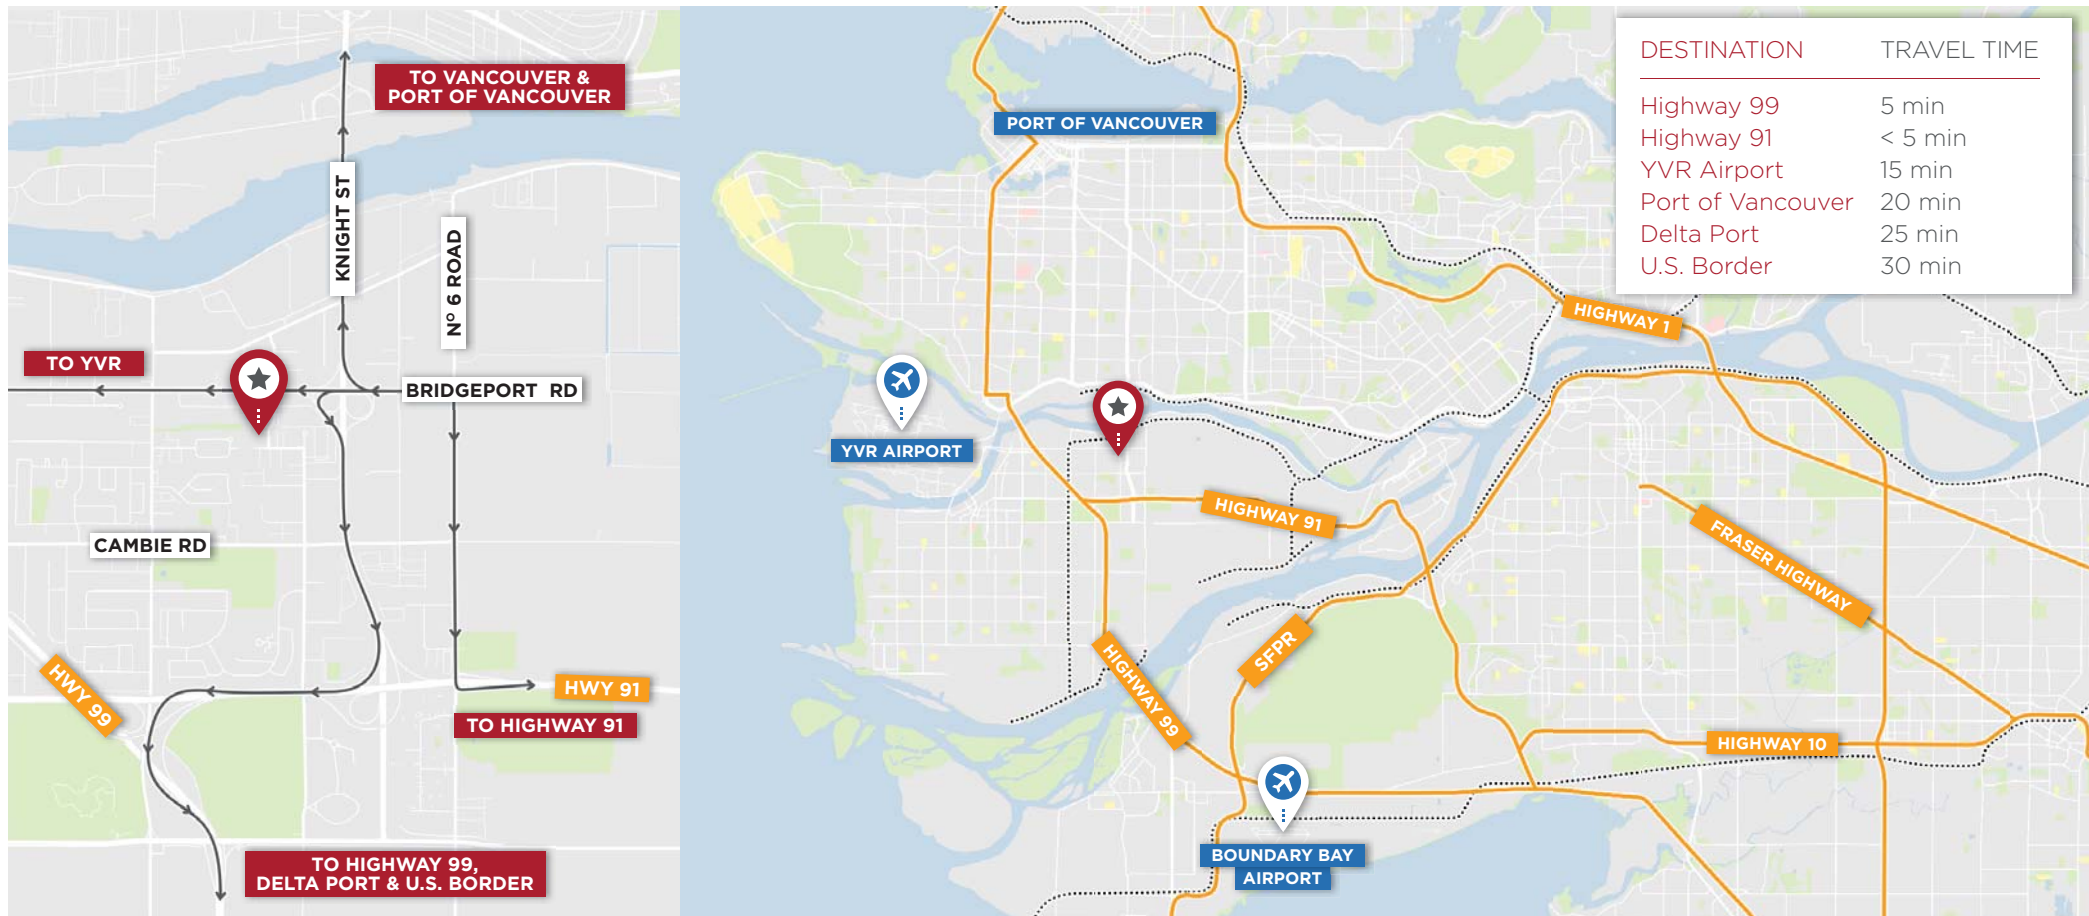 TO VANCOUVER &
PORT OF VANCOUVER
KNIGHT ST
Nº 6 ROAD
TO YVR
BRIDGEPORT RD
CAMBIE RD
HWY 99
HWY 91
TO HIGHWAY 91
TO HIGHWAY 99,
DELTA PORT & U.S. BORDER
PORT OF VANCOUVER
YVR AIRPORT
HIGHWAY 1
HIGHWAY 91
FRASER HIGHWAY
SFPR
HIGHWAY 99
HIGHWAY 10
BOUNDARY BAY
AIRPORT
DESTINATION TRAVEL TIME
Highway 99 5 min
Highway 91 < 5 min
YVR Airport 15 min
Port of Vancouver 20 min
Delta Port 25 min
U.S. Border 30 min